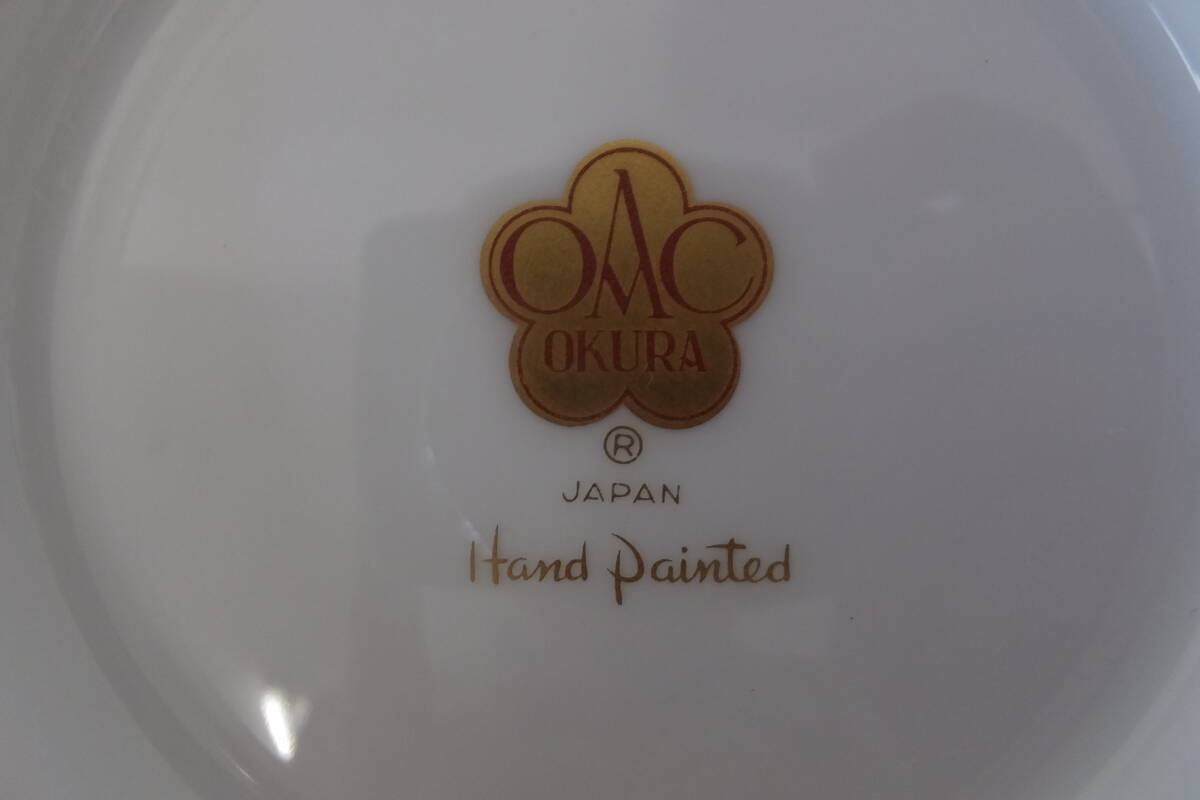 OAC
OKURA
®
JAPAN
Hand Painted